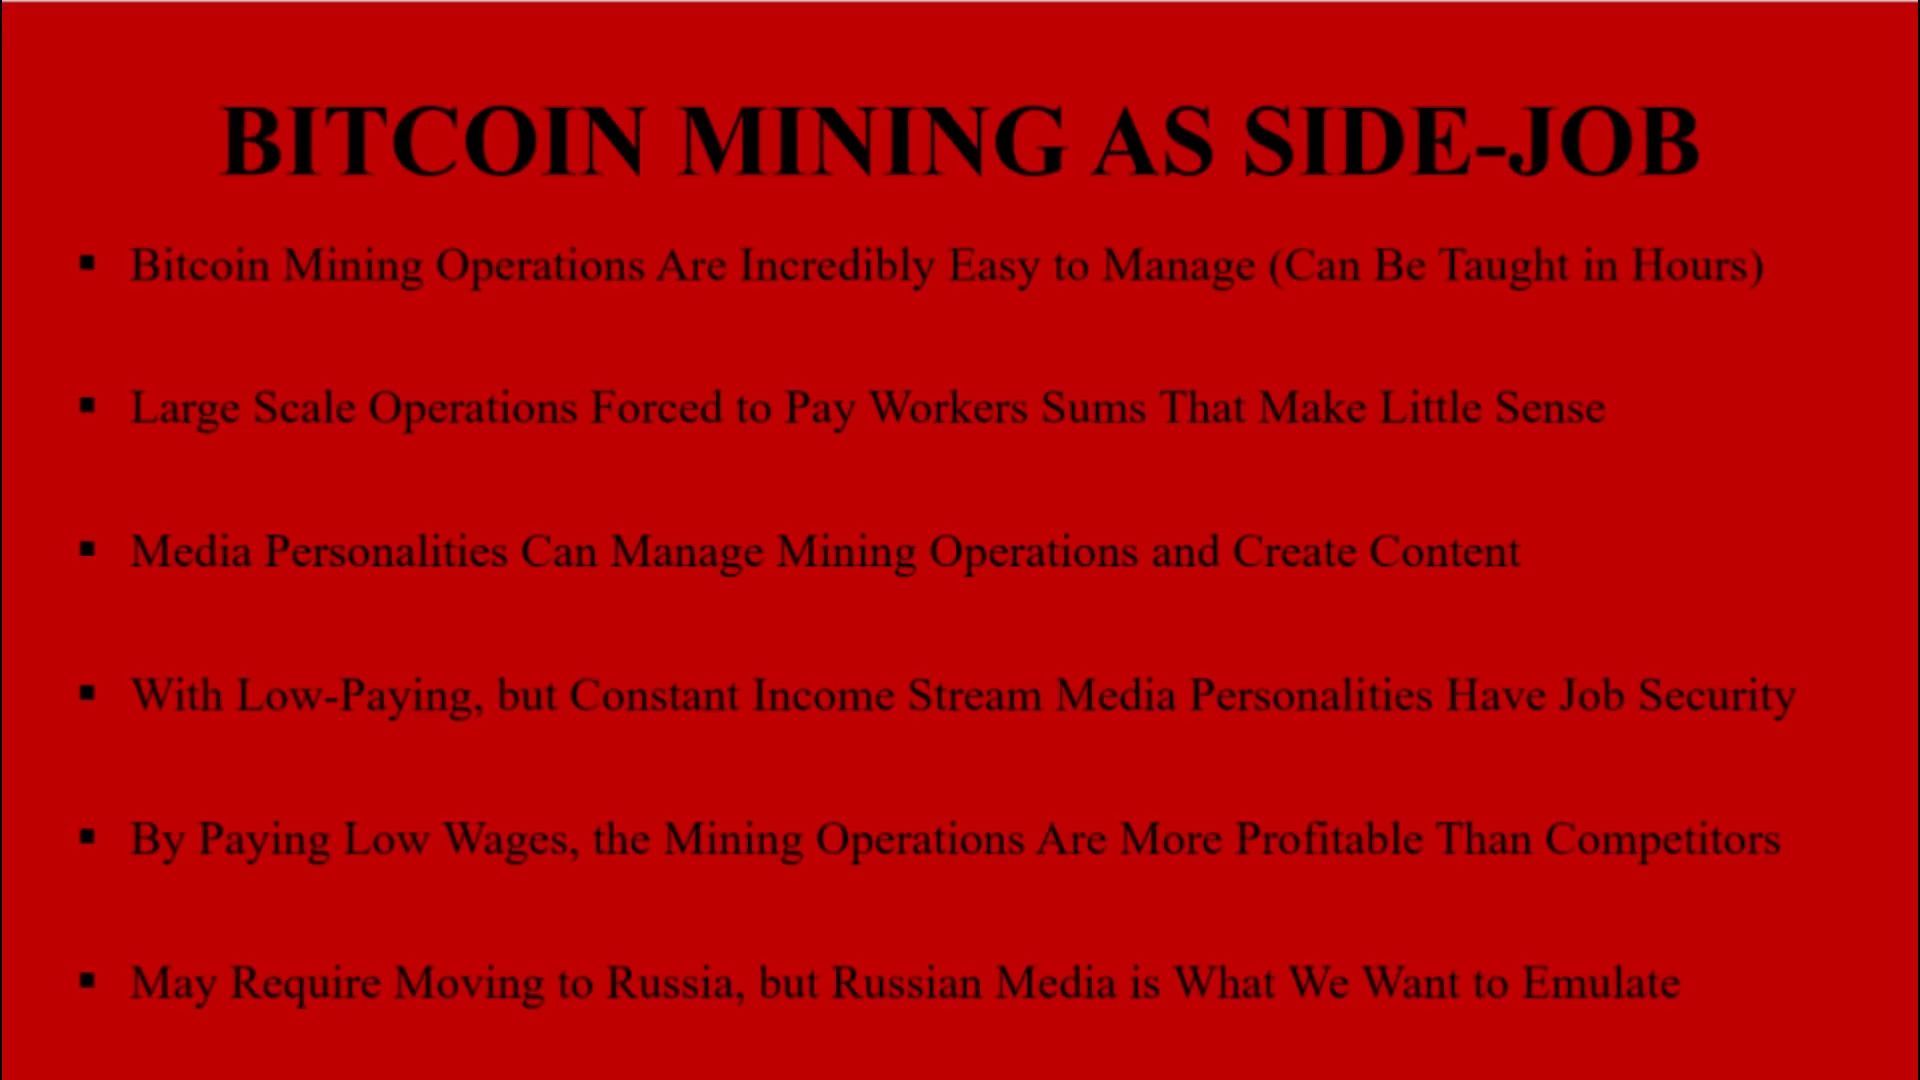 BITCOIN MINING AS SIDE-JOB
▪ Bitcoin Mining Operations Are Incredibly Easy to Manage (Can Be Taught in Hours)
▪ Large Scale Operations Forced to Pay Workers Sums That Make Little Sense
▪ Media Personalities Can Manage Mining Operations and Create Content
▪ With Low-Paying, but Constant Income Stream Media Personalities Have Job Security
▪ By Paying Low Wages, the Mining Operations Are More Profitable Than Competitors
▪ May Require Moving to Russia, but Russian Media is What We Want to Emulate